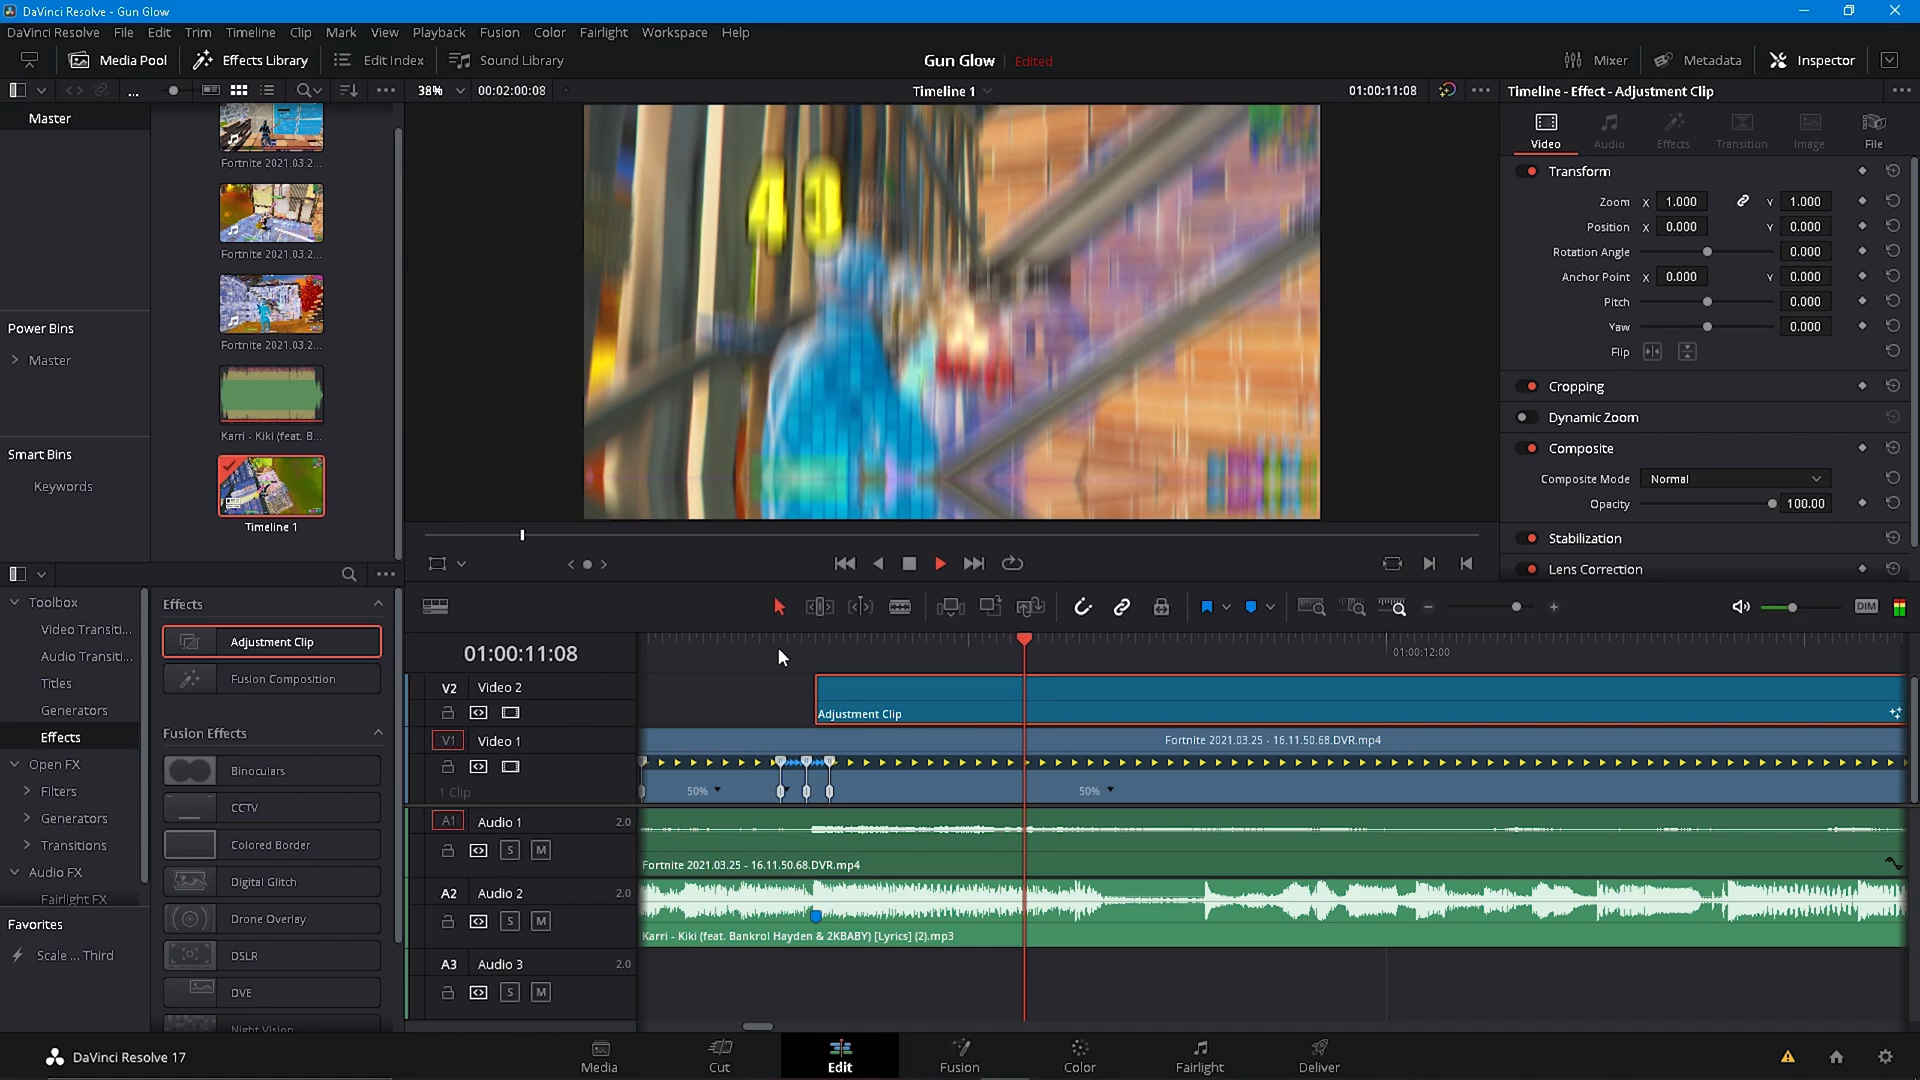 DaVinci Resolve - Gun Glow
DaVinci Resolve File Edit Trim Timeline Clip Mark View Playback Fusion Color Fairlight Workspace Help
Media Pool Effects Library Edit Index Sound Library Gun Glow Edited Mixer Metadata Inspector
... 38% 00:02:00:08 Timeline 1 01:00:11:08 Timeline - Effect - Adjustment Clip
Master
Power Bins
Master
Smart Bins
Keywords
Fortnite 2021.03.2...
Fortnite 2021.03.2...
Fortnite 2021.03.2...
Karri - Kiki (feat. B...
Timeline 1
Video Audio Effects Transition Image File
Transform
Zoom X 1.000 Y 1.000
Position X 0.000 Y 0.000
Rotation Angle 0.000
Anchor Point X 0.000 Y 0.000
Pitch 0.000
Yaw 0.000
Flip
Cropping
Dynamic Zoom
Composite
Composite Mode Normal
Opacity 100.00
Stabilization
Lens Correction
Toolbox
Video Transiti...
Audio Transiti...
Titles
Generators
Effects
Open FX
Filters
Generators
Transitions
Audio FX
Fairlight FX
Favorites
Scale ... Third
Effects
Adjustment Clip
Fusion Composition
Fusion Effects
Binoculars
CCTV
Colored Border
Digital Glitch
Drone Overlay
DSLR
DVE
Night Vision
DIM
01:00:11:08
01:00:12:00
V2 Video 2
Adjustment Clip
V1 Video 1
1 Clip
Fortnite 2021.03.25 - 16.11.50.68.DVR.mp4
50% 50%
A1 Audio 1 2.0
S M
Fortnite 2021.03.25 - 16.11.50.68.DVR.mp4
A2 Audio 2 2.0
S M
Karri - Kiki (feat. Bankrol Hayden & 2KBABY) [Lyrics] (2).mp3
A3 Audio 3 2.0
S M
DaVinci Resolve 17
Media Cut Edit Fusion Color Fairlight Deliver